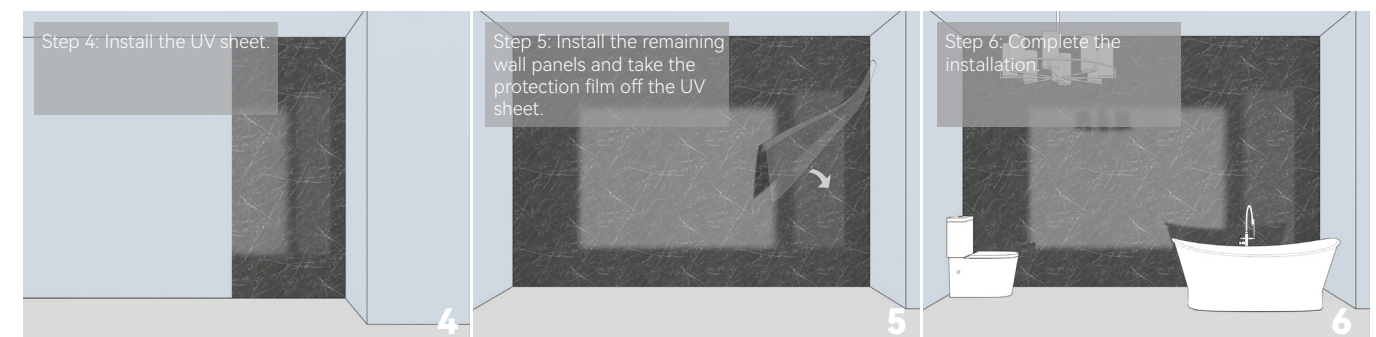 Step 4: Install the UV sheet.
4
Step 5: Install the remaining
wall panels and take the
protection film off the UV
sheet.
5
Step 6: Complete the
installation.
6